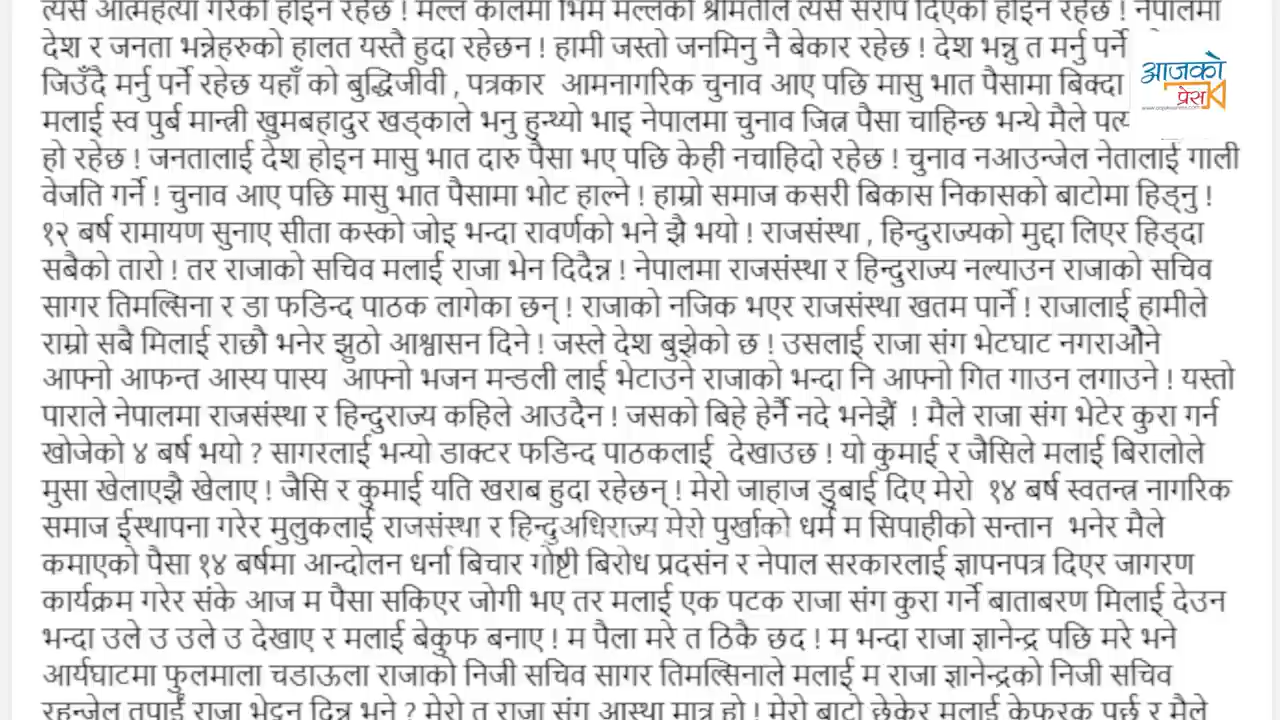 त्यसै आत्महत्या गरेको होइन रहेछ ! मल्ल कालमा भिम मल्लको श्रीमतीले त्यसै सराप दिएको होइन रहेछ ! नेपालमा
देश र जनता भन्नेहरुको हालत यस्तै हुदा रहेछन ! हामी जस्तो जनमिनु नै बेकार रहेछ ! देश भन्नु त मर्नु पर्ने
जिउँदै मर्नु पर्ने रहेछ यहाँ को बुद्धिजीवी , पत्रकार आमनागरिक चुनाव आए पछि मासु भात पैसामा बिक्दा
मलाई स्व पुर्ब मान्त्री खुमबहादुर खड्काले भनु हुन्थ्यो भाइ नेपालमा चुनाव जित्न पैसा चाहिन्छ भन्थे मैले पत्य
हो रहेछ ! जनतालाई देश होइन मासु भात दारु पैसा भए पछि केही नचाहिदो रहेछ ! चुनाव नआउन्जेल नेतालाई गाली
वेजति गर्ने ! चुनाव आए पछि मासु भात पैसामा भोट हाल्ने ! हाम्रो समाज कसरी बिकास निकासको बाटोमा हिड्नु !
१२ बर्ष रामायण सुनाए सीता कस्को जोइ भन्दा रावर्णको भने झै भयो ! राजसंस्था , हिन्दुराज्यको मुद्दा लिएर हिड्दा
सबैको तारो ! तर राजाको सचिव मलाई राजा भेन दिदैन्न ! नेपालमा राजसंस्था र हिन्दुराज्य नल्याउन राजाको सचिव
सागर तिमल्सिना र डा फडिन्द पाठक लागेका छन् ! राजाको नजिक भएर राजसंस्था खतम पार्ने ! राजालाई हामीले
राम्रो सबै मिलाई राछौ भनेर झुठो आश्वासन दिने ! जस्ले देश बुझेको छ ! उसलाई राजा संग भेटघाट नगराऔने
आफ्नो आफन्त आस्य पास्य आफ्नो भजन मन्डली लाई भेटाउने राजाको भन्दा नि आफ्नो गित गाउन लगाउने ! यस्तो
पाराले नेपालमा राजसंस्था र हिन्दुराज्य कहिले आउदैन ! जसको बिहे हेर्नै नदे भनेझैं ! मैले राजा संग भेटेर कुरा गर्न
खोजेको ४ बर्ष भयो ? सागरलाई भन्यो डाक्टर फडिन्द पाठकलाई देखाउछ ! यो कुमाई र जैसिले मलाई बिरालोले
मुसा खेलाएझै खेलाए ! जैसि र कुमाई यति खराब हुदा रहेछन् ! मेरो जाहाज डुबाई दिए मेरो १४ बर्ष स्वतन्त्र नागरिक
समाज ईस्थापना गरेर मुलुकलाई राजसंस्था र हिन्दुअधिराज्य मेरो पुर्खाको धर्म म सिपाहीको सन्तान भनेर मैले
कमाएको पैसा १४ बर्षमा आन्दोलन धर्ना बिचार गोष्टी बिरोध प्रदर्संन र नेपाल सरकारलाई ज्ञापनपत्र दिएर जागरण
कार्यक्रम गरेर संके आज म पैसा सकिएर जोगी भए तर मलाई एक पटक राजा संग कुरा गर्ने बाताबरण मिलाई देउन
भन्दा उले उ उले उ देखाए र मलाई बेकुफ बनाए ! म पैला मरे त ठिकै छद ! म भन्दा राजा ज्ञानेन्द्र पछि मरे भने
आर्यघाटमा फुलमाला चडाऊला राजाको निजी सचिव सागर तिमल्सिनाले मलाई म राजा ज्ञानेन्द्रको निजी सचिव
रहन्जेल तपाईं राजा भेट्न दिन्न भने ? मेरो त राजा संग आस्था मात्र हो ! मेरो बाटो छेकेर मलाई केफरक पर्छ र मैले
आजको
प्रेस